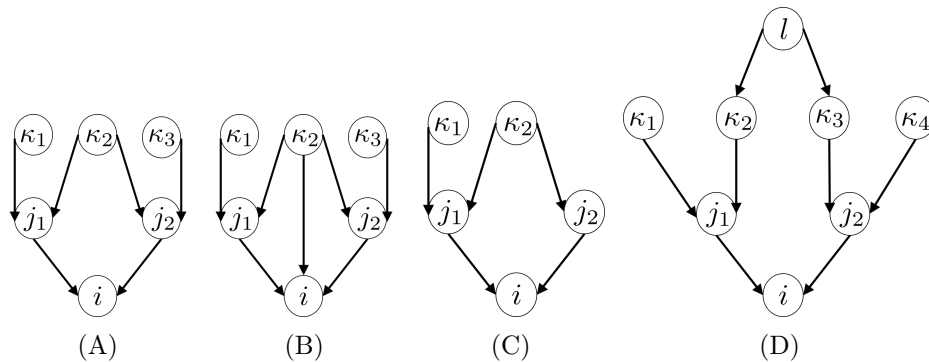 l
κ₁ κ₂ κ₃ κ₁ κ₂ κ₃ κ₁ κ₂ κ₁ κ₂ κ₃ κ₄
j₁ j₂ j₁ j₂ j₁ j₂ j₁ j₂
i i i i
(A) (B) (C) (D)